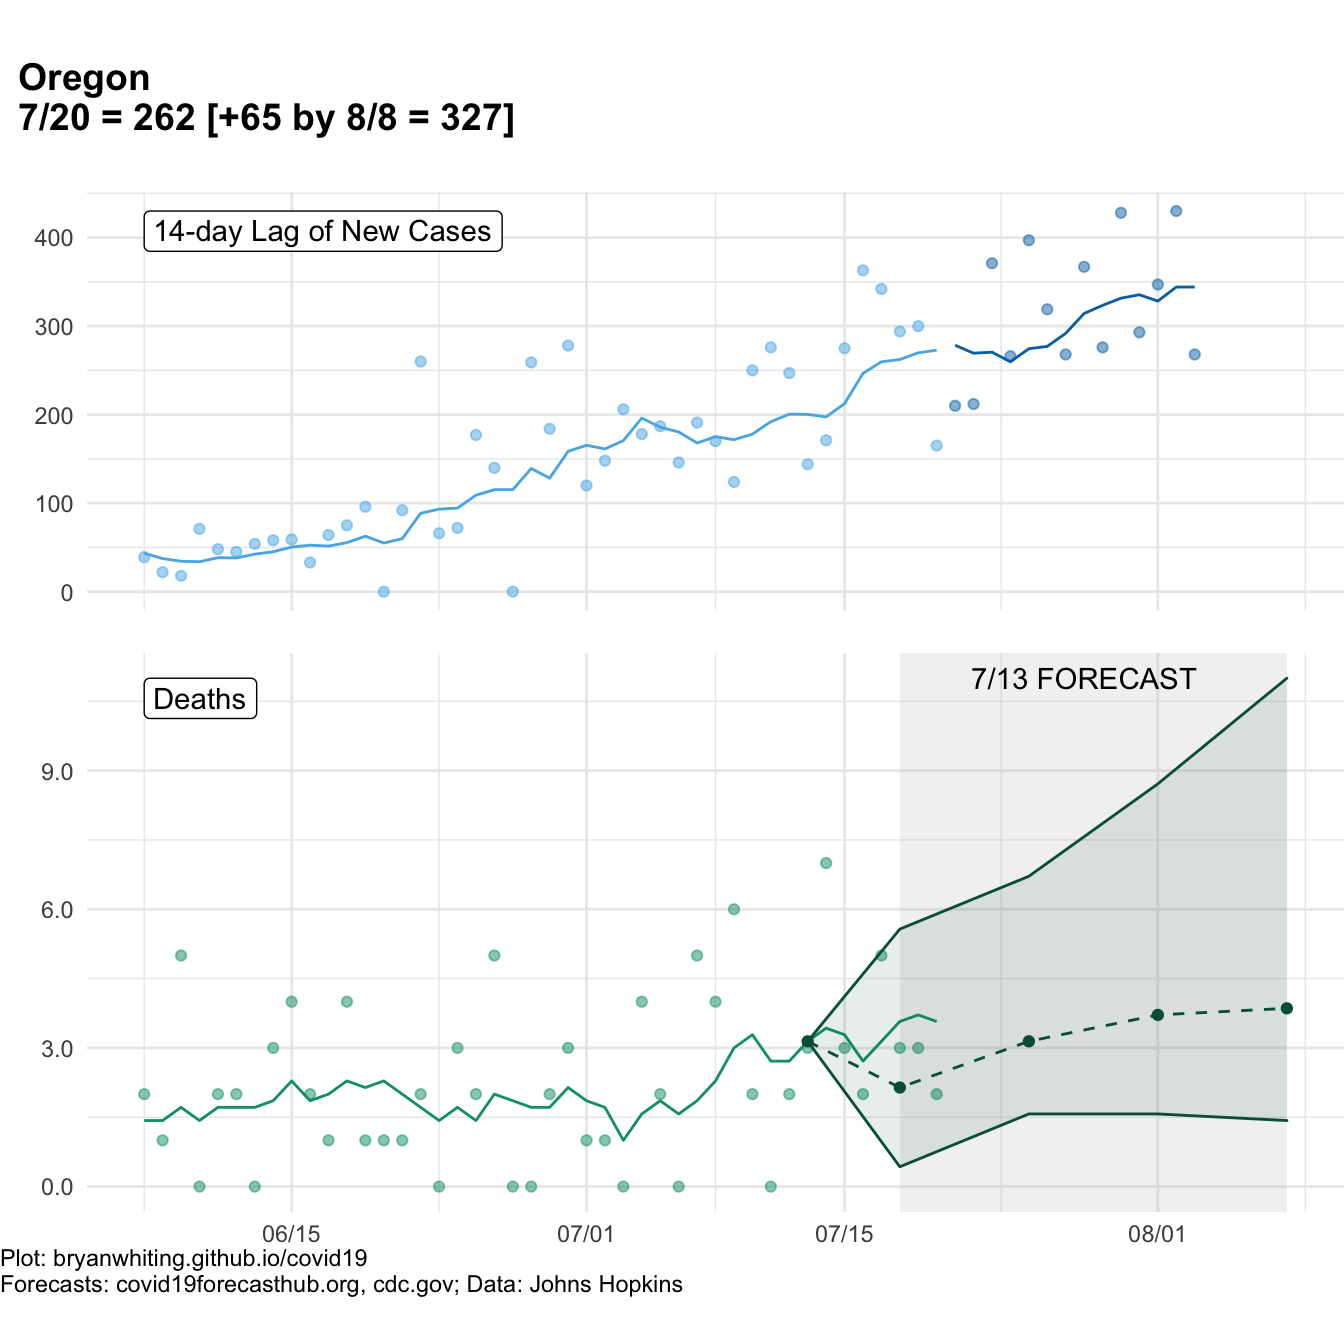 Oregon
7/20 = 262 [+65 by 8/8 = 327]
14-day Lag of New Cases
400
300
200
100
0
7/13 FORECAST
Deaths
9.0
6.0
3.0
0.0
06/15
07/01
07/15
08/01
Plot: bryanwhiting.github.io/covid19
Forecasts: covid19forecasthub.org, cdc.gov; Data: Johns Hopkins